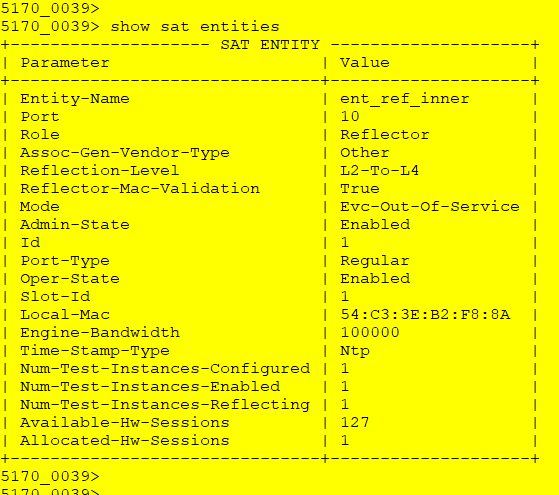 5170_0039>
5170_0039> show sat entities
+-------------------- SAT ENTITY --------------------+
| Parameter | Value |
+-------------------------------+--------------------+
| Entity-Name | ent_ref_inner |
| Port | 10 |
| Role | Reflector |
| Assoc-Gen-Vendor-Type | Other |
| Reflection-Level | L2-To-L4 |
| Reflector-Mac-Validation | True |
| Mode | Evc-Out-Of-Service |
| Admin-State | Enabled |
| Id | 1 |
| Port-Type | Regular |
| Oper-State | Enabled |
| Slot-Id | 1 |
| Local-Mac | 54:C3:3E:B2:F8:8A |
| Engine-Bandwidth | 100000 |
| Time-Stamp-Type | Ntp |
| Num-Test-Instances-Configured | 1 |
| Num-Test-Instances-Enabled | 1 |
| Num-Test-Instances-Reflecting | 1 |
| Available-Hw-Sessions | 127 |
| Allocated-Hw-Sessions | 1 |
+-------------------------------+--------------------+
5170_0039>
5170_0039>